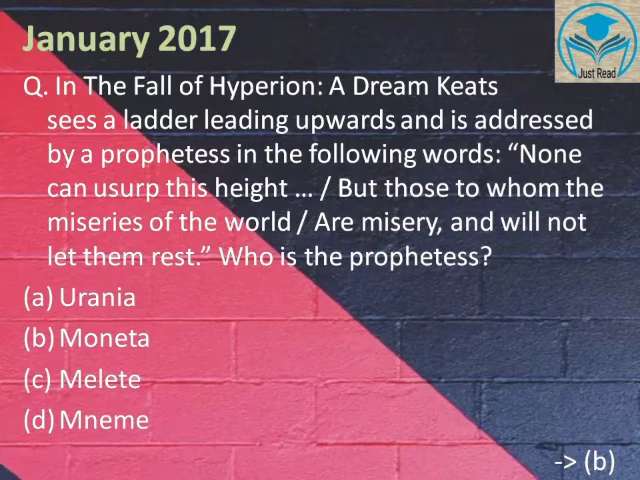 January 2017
Just Read
Q. In The Fall of Hyperion: A Dream Keats
sees a ladder leading upwards and is addressed
by a prophetess in the following words: “None
can usurp this height ... / But those to whom the
miseries of the world / Are misery, and will not
let them rest.” Who is the prophetess?
(a) Urania
(b) Moneta
(c) Melete
(d) Mneme
-> (b)